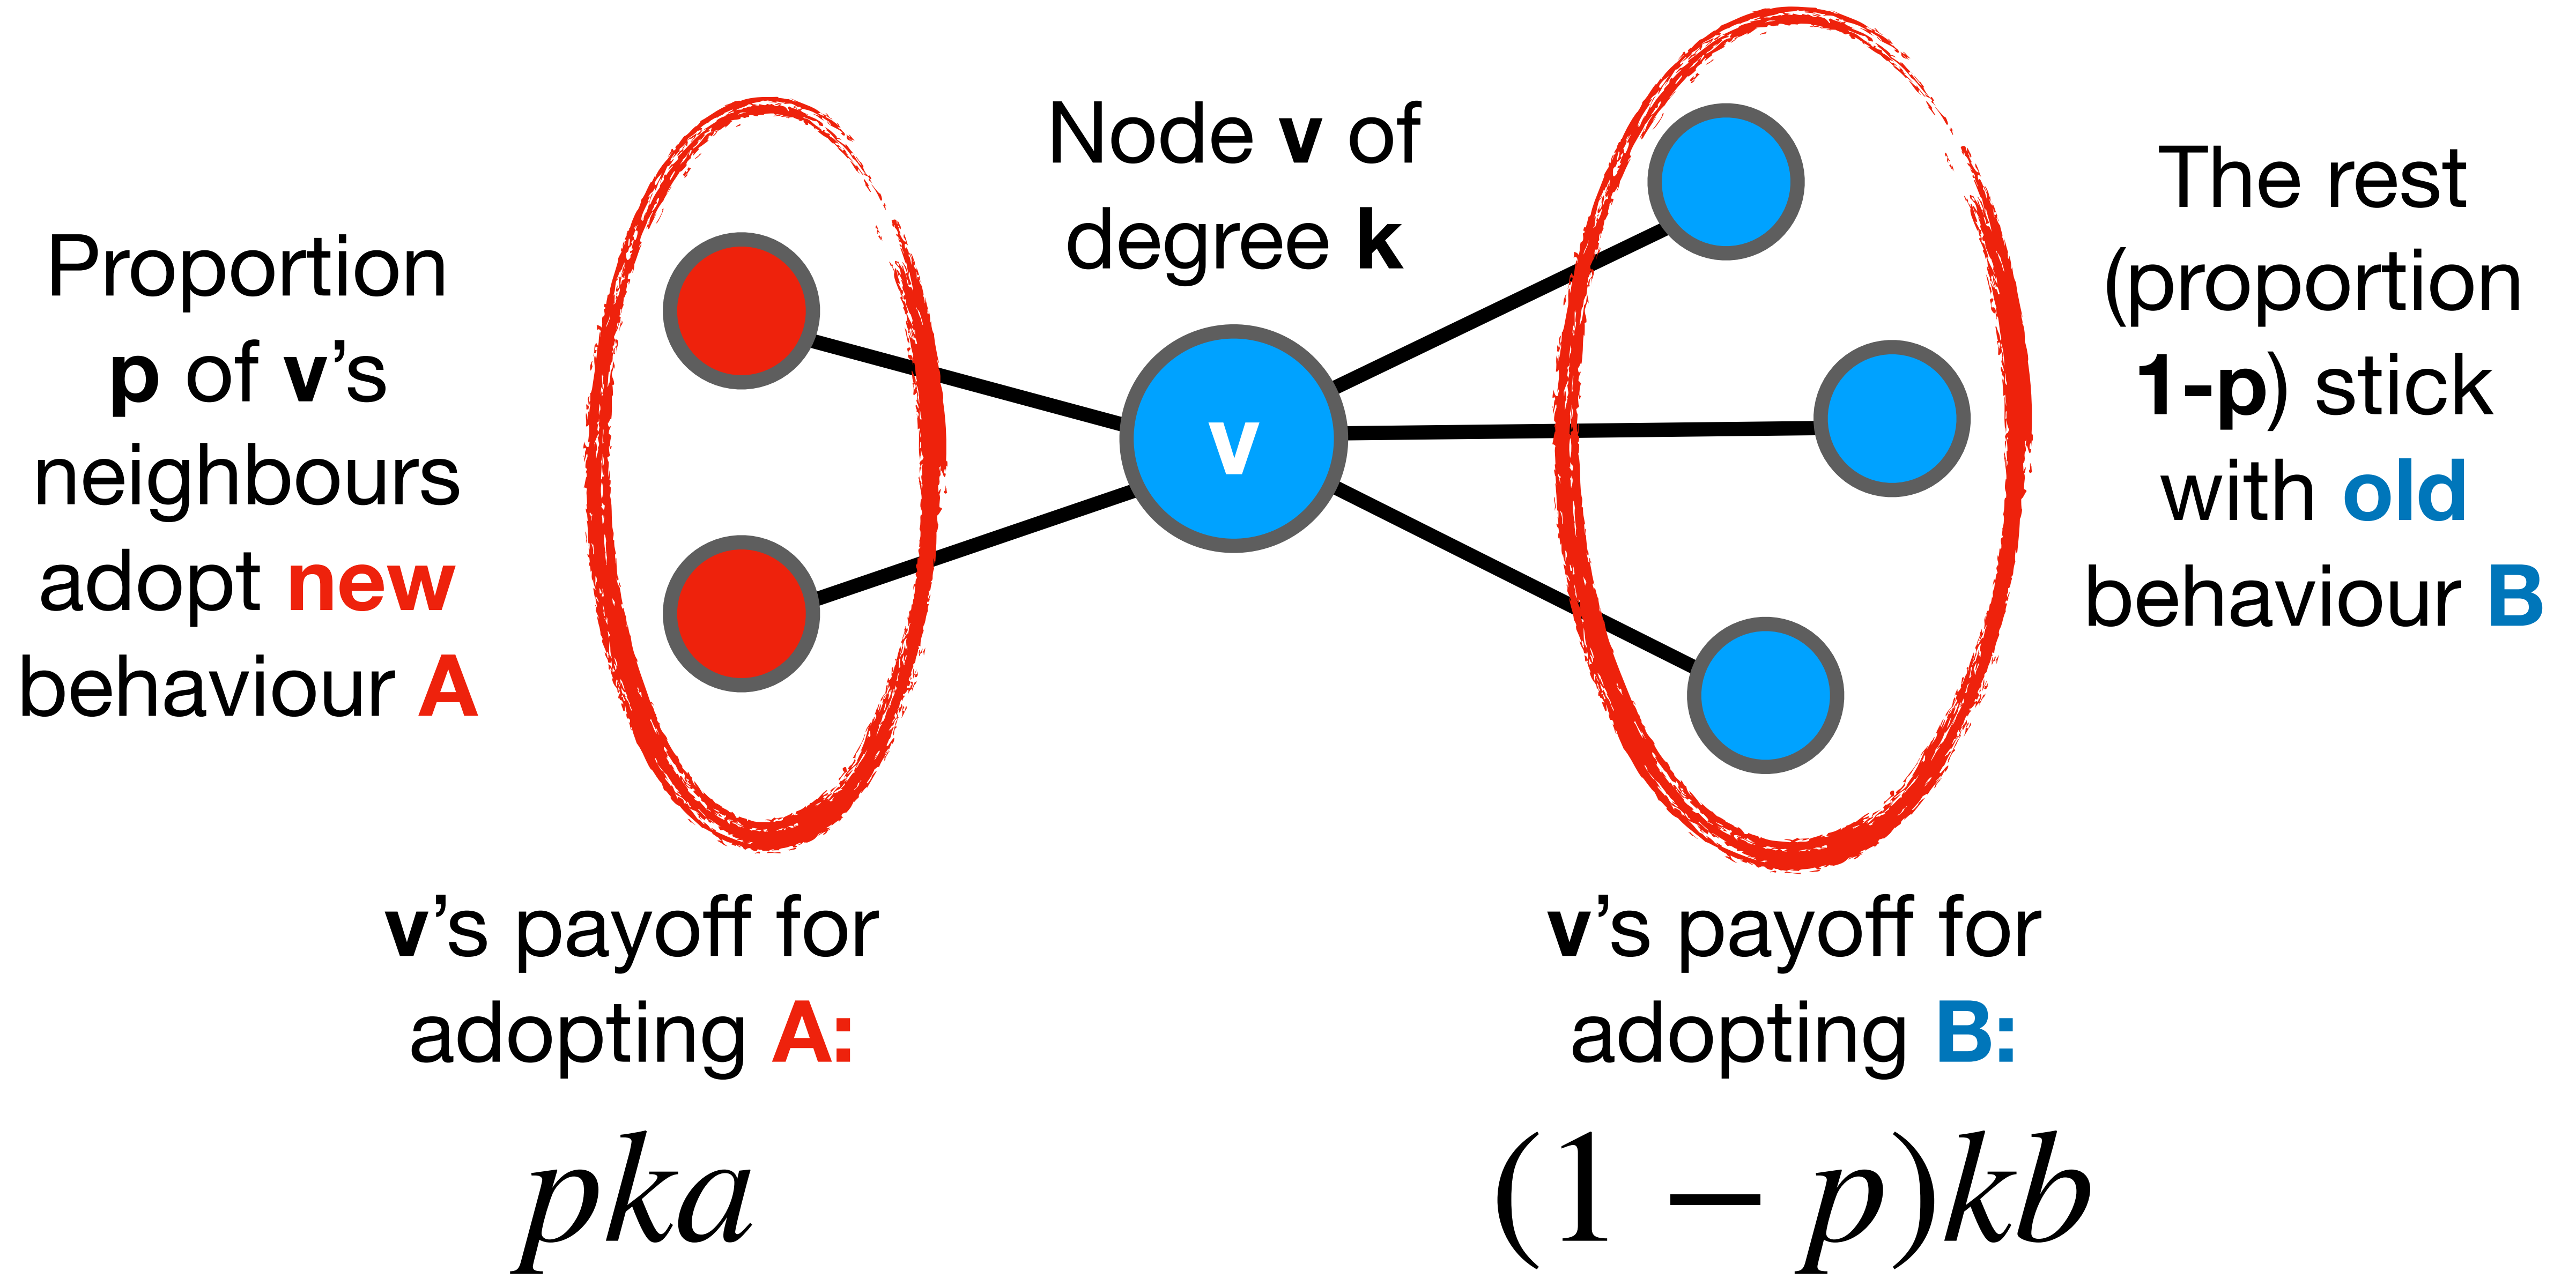 Proportion
p of v’s
neighbours
adopt new
behaviour A
Node v of
degree k
v
The rest
(proportion
1-p) stick
with old
behaviour B
v’s payoff for
adopting A:
pka
v’s payoff for
adopting B:
(1 − p)kb